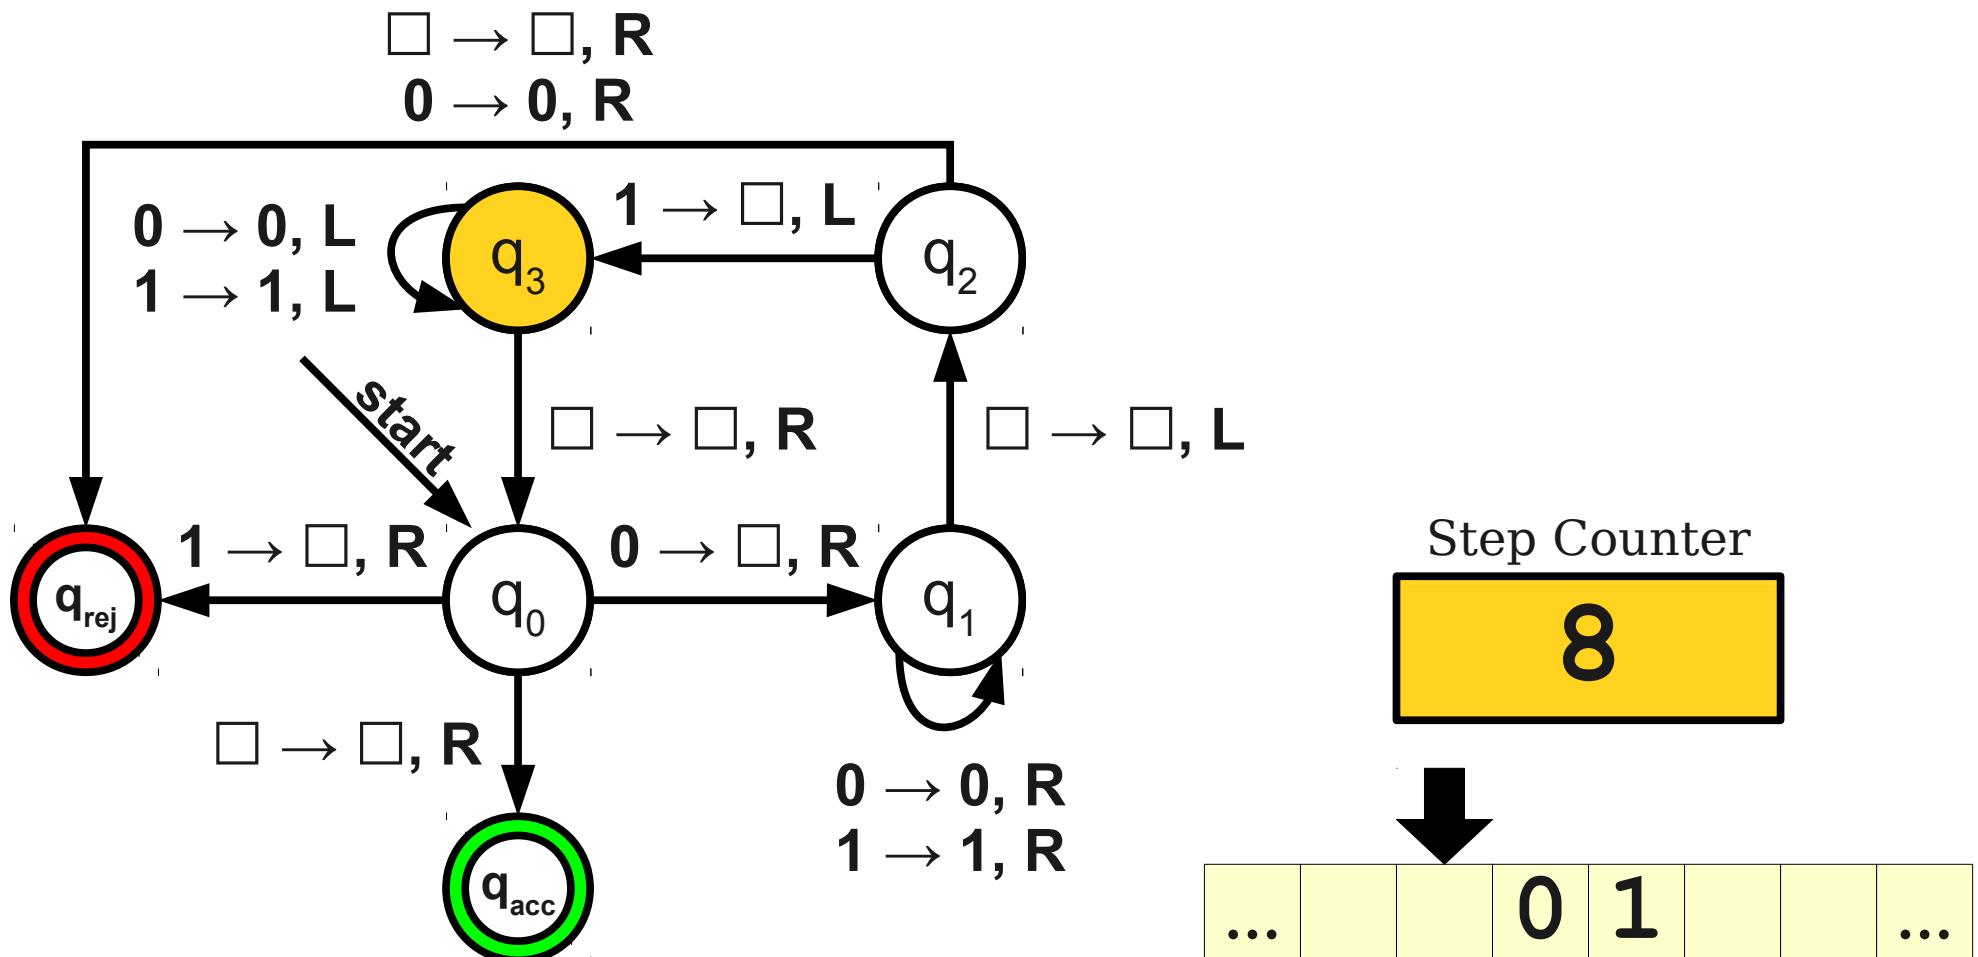 □ → □, R
0 → 0, R
0 → 0, L
1 → 1, L
q3
1 → □, L
q2
start
□ → □, R
□ → □, L
qrej
1 → □, R
q0
0 → □, R
q1
Step Counter
8
□ → □, R
0 → 0, R
1 → 1, R
qacc
... 0 1 ...